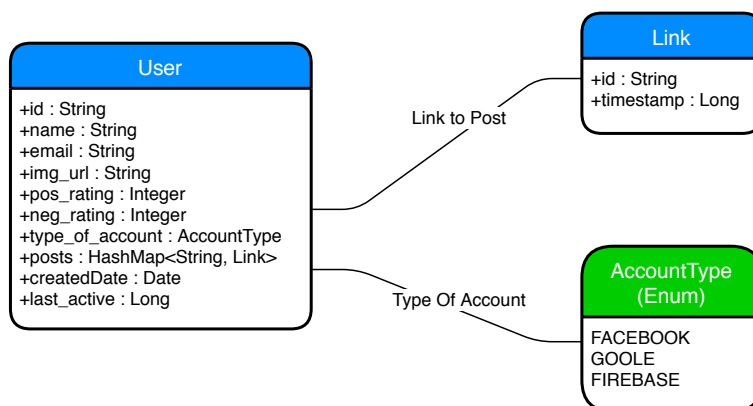 User
+id : String
+name : String
+email : String
+img_url : String
+pos_rating : Integer
+neg_rating : Integer
+type_of_account : AccountType
+posts : HashMap<String, Link>
+createdDate : Date
+last_active : Long
Link to Post
Type Of Account
Link
+id : String
+timestamp : Long
AccountType
(Enum)
FACEBOOK
GOOLE
FIREBASE